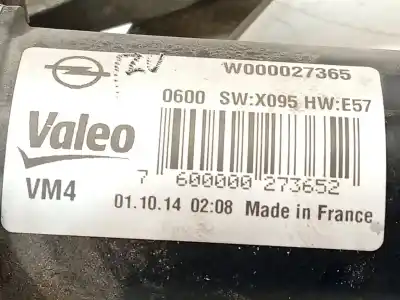 W000027365
0600 SW:X095 HW:E57
Valeo
7 600000 273652
VM4
01.10.14 02:08 Made in France